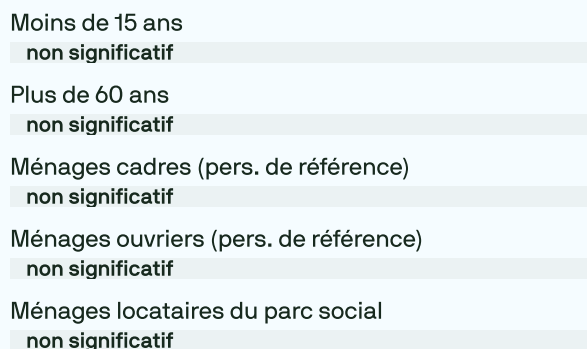 Moins de 15 ans
non significatif
Plus de 60 ans
non significatif
Ménages cadres (pers. de référence)
non significatif
Ménages ouvriers (pers. de référence)
non significatif
Ménages locataires du parc social
non significatif